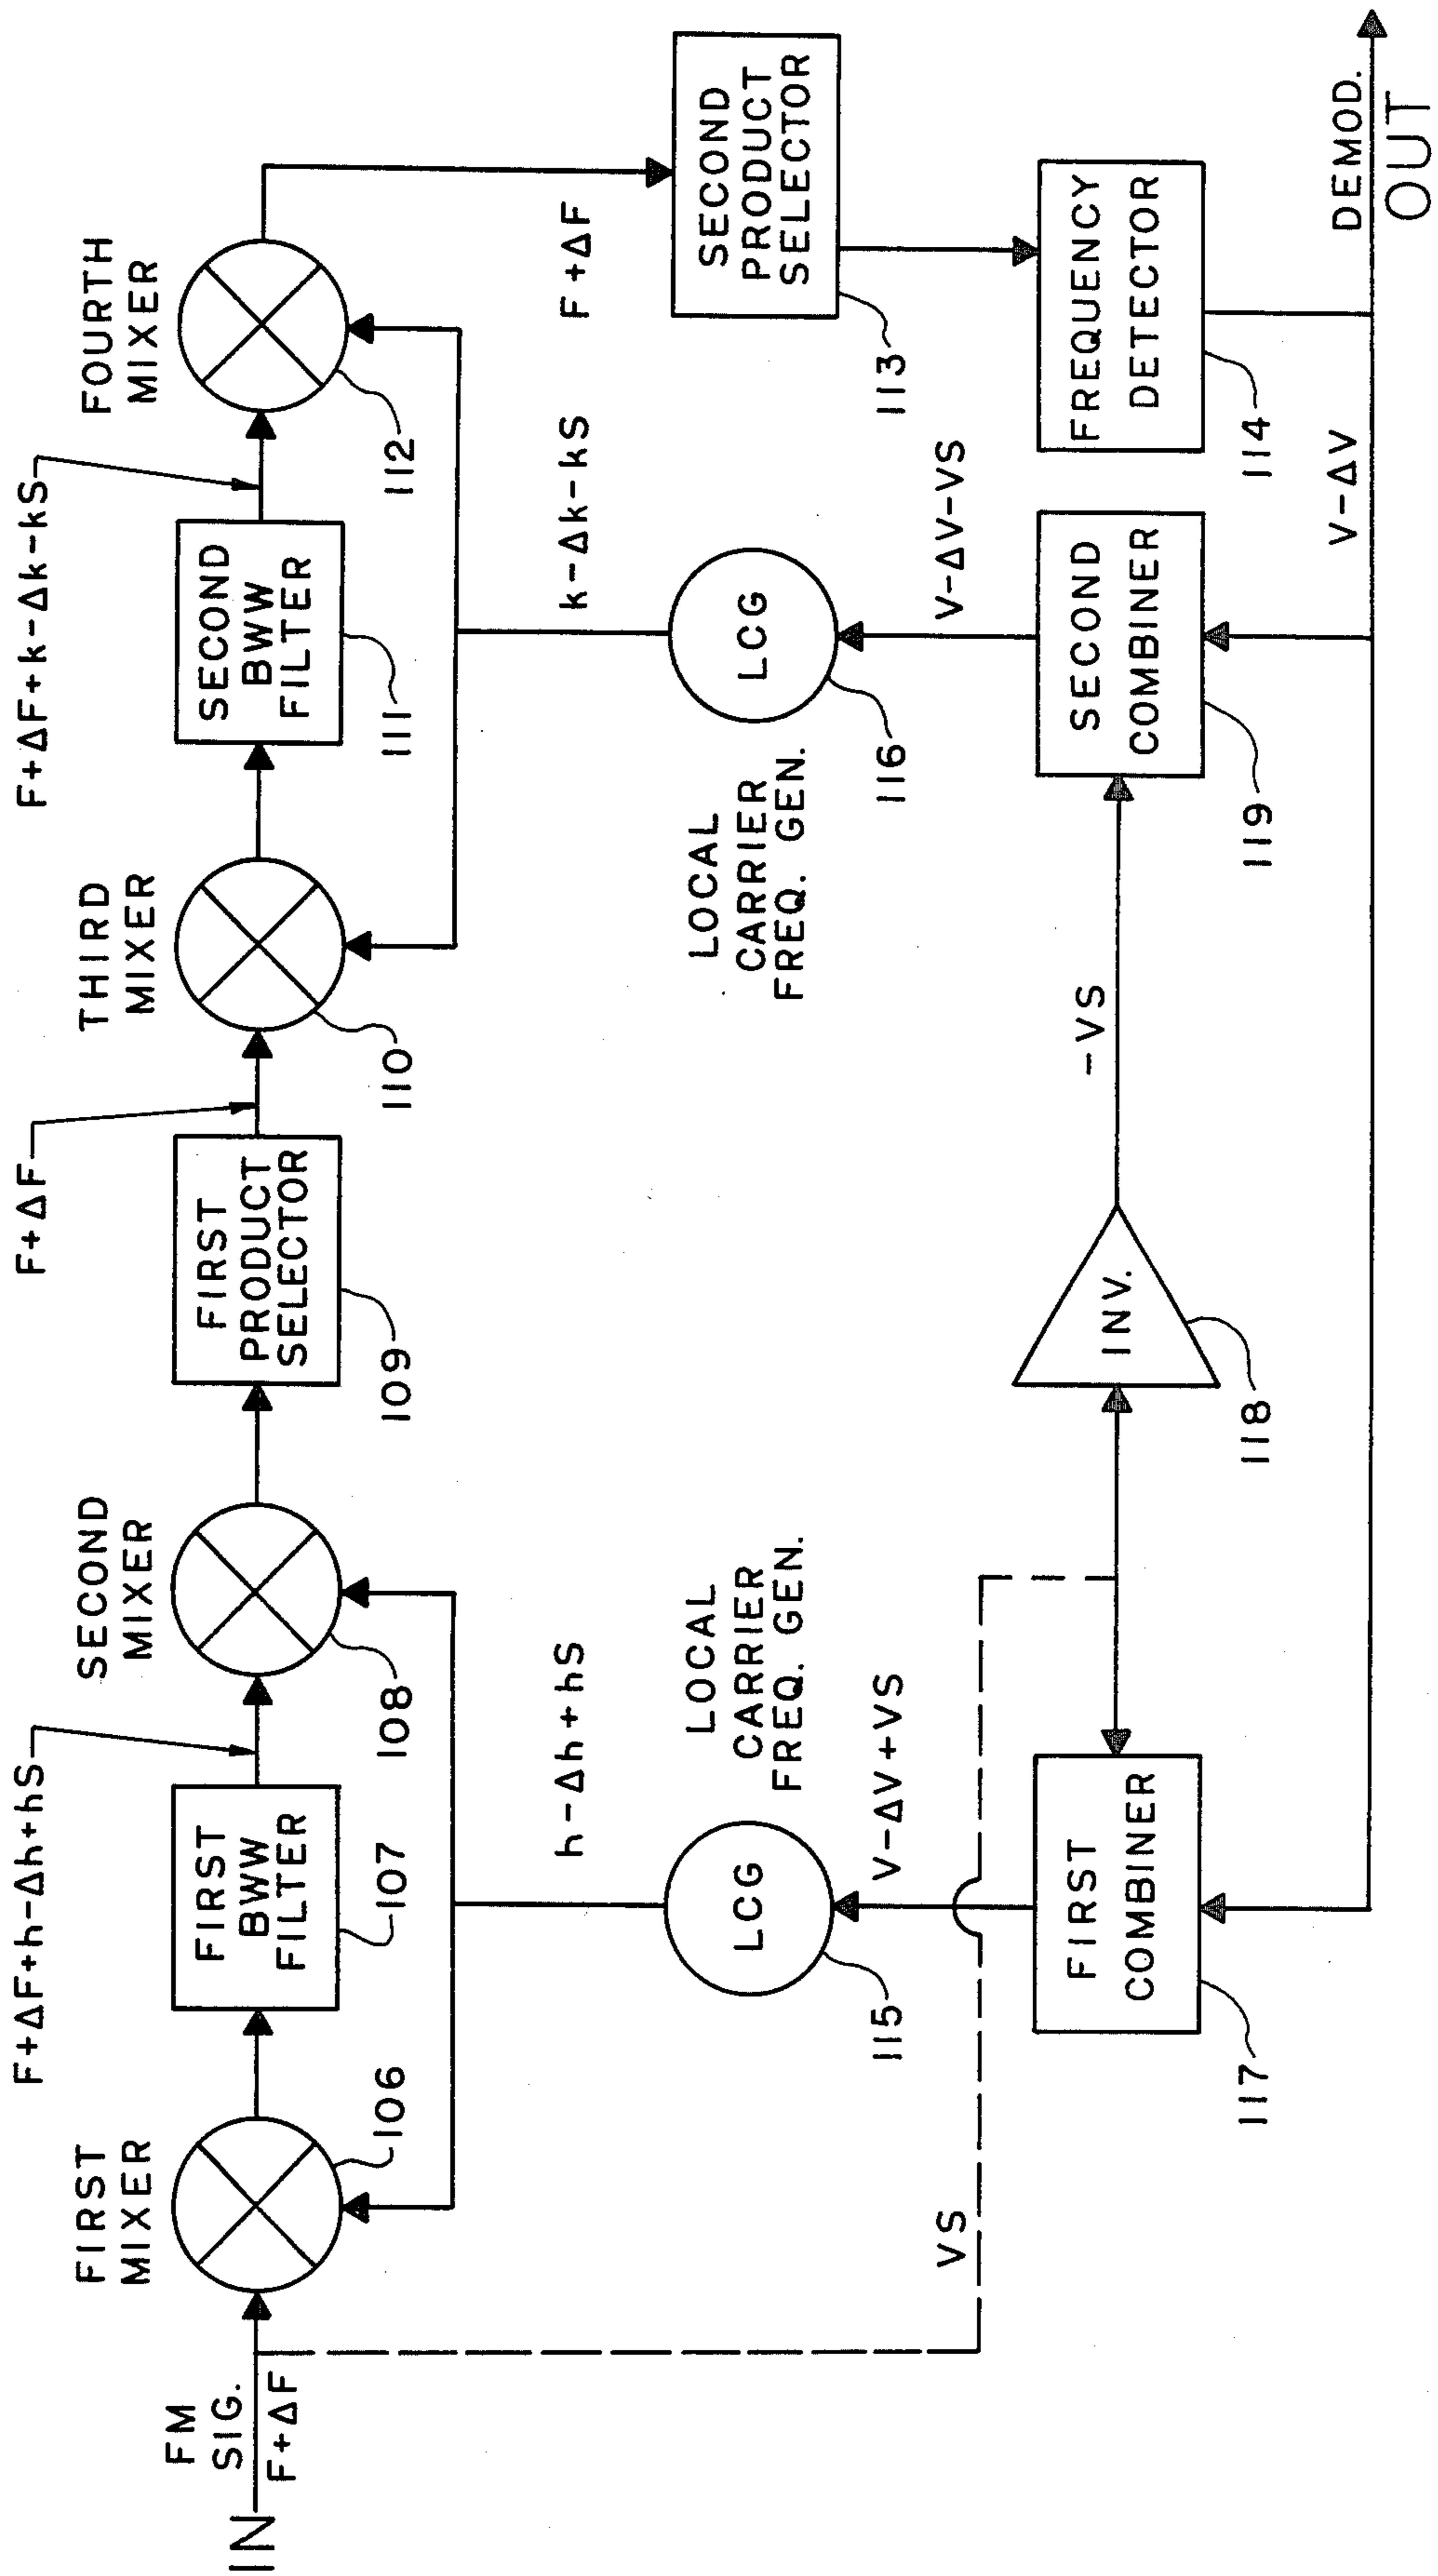 IN
FM
SIG.
F+ΔF
FIRST
MIXER
106
F+ΔF+h-Δh+hS
FIRST
BWW
FILTER
107
SECOND
MIXER
108
FIRST
PRODUCT
SELECTOR
109
F+ΔF
THIRD
MIXER
110
F+ΔF+k-Δk-kS
SECOND
BWW
FILTER
111
FOURTH
MIXER
112
h-Δh+hS
k-Δk-kS
F+ΔF
LCG
115
LOCAL
CARRIER
FREQ. GEN.
LCG
116
LOCAL
CARRIER
FREQ. GEN.
SECOND
PRODUCT
SELECTOR
113
VS
V-ΔV+VS
V-ΔV-VS
FIRST
COMBINER
117
INV.
118
-VS
SECOND
COMBINER
119
FREQUENCY
DETECTOR
114
V-ΔV
DEMOD.
OUT